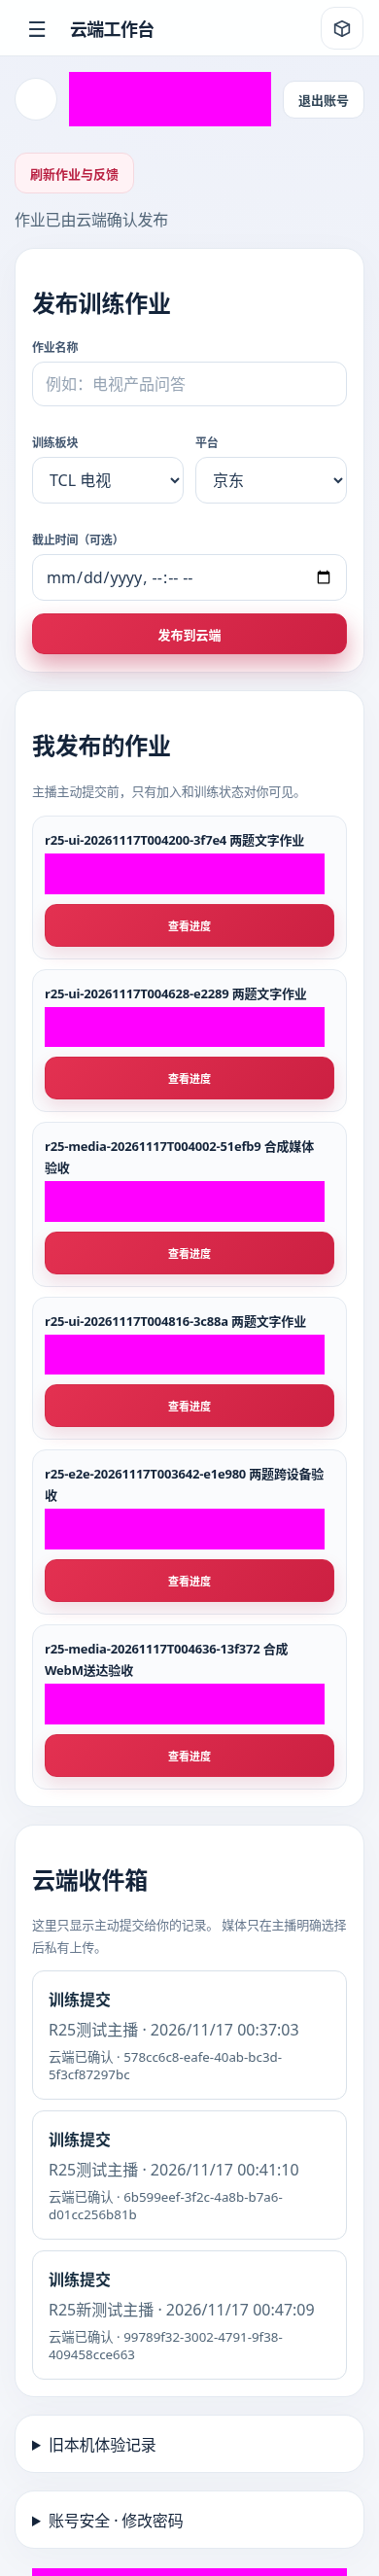 ☰ 云端工作台
退出账号
刷新作业与反馈
作业已由云端确认发布
发布训练作业
作业名称
例如：电视产品问答
训练板块 平台
TCL 电视 京东
截止时间（可选）
mm/dd/yyyy, --:-- --
发布到云端
我发布的作业
主播主动提交前，只有加入和训练状态对你可见。
r25-ui-20261117T004200-3f7e4 两题文字作业
查看进度
r25-ui-20261117T004628-e2289 两题文字作业
查看进度
r25-media-20261117T004002-51efb9 合成媒体
验收
查看进度
r25-ui-20261117T004816-3c88a 两题文字作业
查看进度
r25-e2e-20261117T003642-e1e980 两题跨设备验
收
查看进度
r25-media-20261117T004636-13f372 合成
WebM送达验收
查看进度
云端收件箱
这里只显示主动提交给你的记录。 媒体只在主播明确选择
后私有上传。
训练提交
R25测试主播 · 2026/11/17 00:37:03
云端已确认 · 578cc6c8-eafe-40ab-bc3d-
5f3cf87297bc
训练提交
R25测试主播 · 2026/11/17 00:41:10
云端已确认 · 6b599eef-3f2c-4a8b-b7a6-
d01cc256b81b
训练提交
R25新测试主播 · 2026/11/17 00:47:09
云端已确认 · 99789f32-3002-4791-9f38-
409458cce663
▶ 旧本机体验记录
▶ 账号安全 · 修改密码